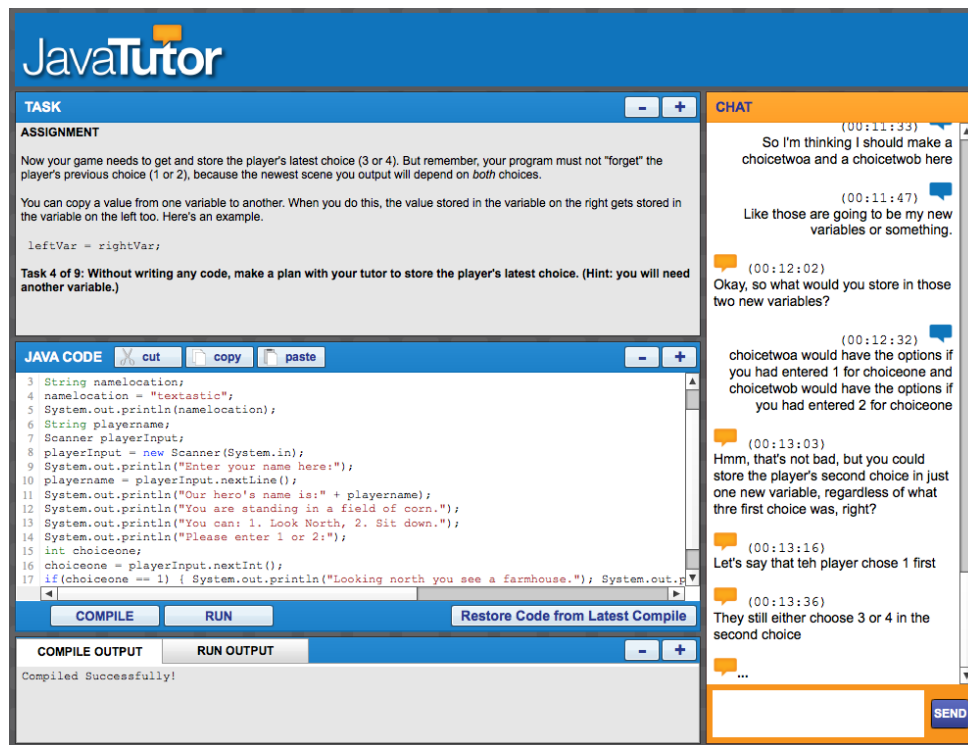 JavaTutor
TASK
- +
ASSIGNMENT
Now your game needs to get and store the player's latest choice (3 or 4). But remember, your program must not "forget" the
player's previous choice (1 or 2), because the newest scene you output will depend on both choices.
You can copy a value from one variable to another. When you do this, the value stored in the variable on the right gets stored in
the variable on the left too. Here's an example.
leftVar = rightVar;
Task 4 of 9: Without writing any code, make a plan with your tutor to store the player's latest choice. (Hint: you will need
another variable.)
JAVA CODE cut copy paste
- +
3 String namelocation;
4 namelocation = "textastic";
5 System.out.println(namelocation);
6 String playername;
7 Scanner playerInput;
8 playerInput = new Scanner(System.in);
9 System.out.println("Enter your name here:");
10 playername = playerInput.nextLine();
11 System.out.println("Our hero's name is:" + playername);
12 System.out.println("You are standing in a field of corn.");
13 System.out.println("You can: 1. Look North, 2. Sit down.");
14 System.out.println("Please enter 1 or 2:");
15 int choiceone;
16 choiceone = playerInput.nextInt();
17 if(choiceone == 1) { System.out.println("Looking north you see a farmhouse."); System.out.p
COMPILE RUN Restore Code from Latest Compile
COMPILE OUTPUT RUN OUTPUT
- +
Compiled Successfully!
CHAT
(00:11:33)
So I'm thinking I should make a
choicetwoa and a choicetwob here
(00:11:47)
Like those are going to be my new
variables or something.
(00:12:02)
Okay, so what would you store in those
two new variables?
(00:12:32)
choicetwoa would have the options if
you had entered 1 for choiceone and
choicetwob would have the options if
you had entered 2 for choiceone
(00:13:03)
Hmm, that's not bad, but you could
store the player's second choice in just
one new variable, regardless of what
thre first choice was, right?
(00:13:16)
Let's say that teh player chose 1 first
(00:13:36)
They still either choose 3 or 4 in the
second choice
...
SEND